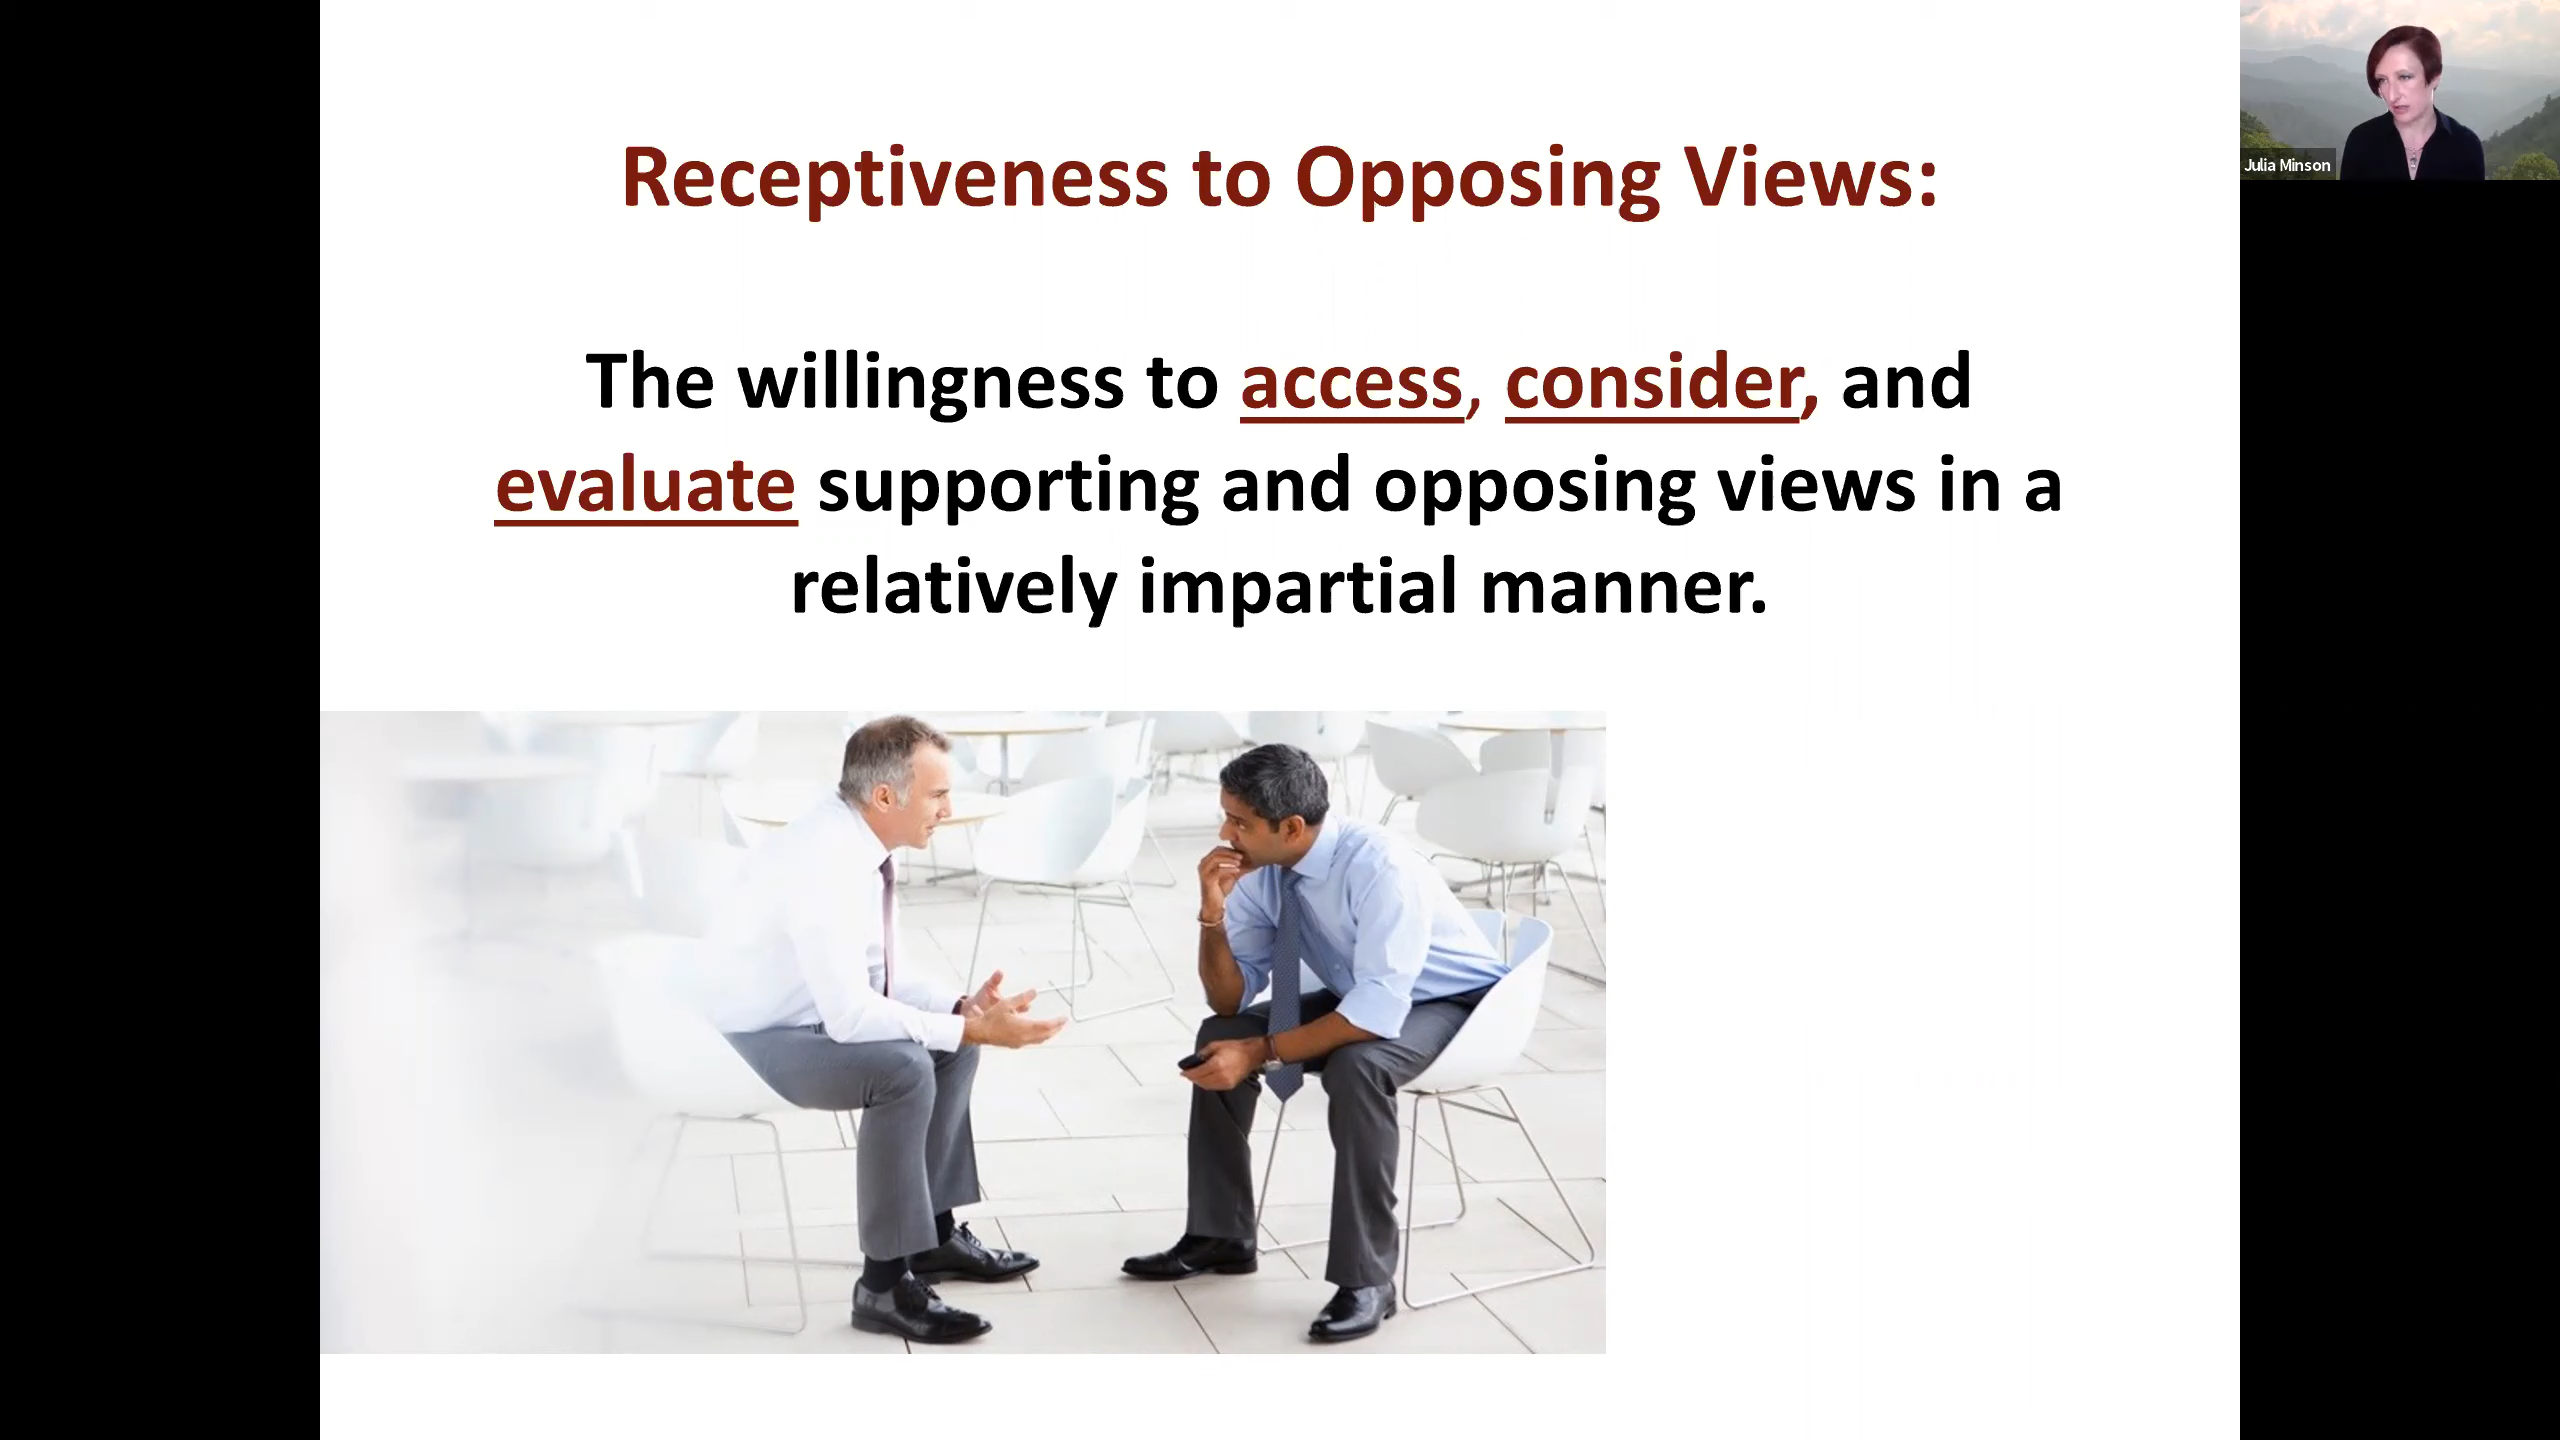 Receptiveness to Opposing Views:
The willingness to access, consider, and
evaluate supporting and opposing views in a
relatively impartial manner.
Julia Minson